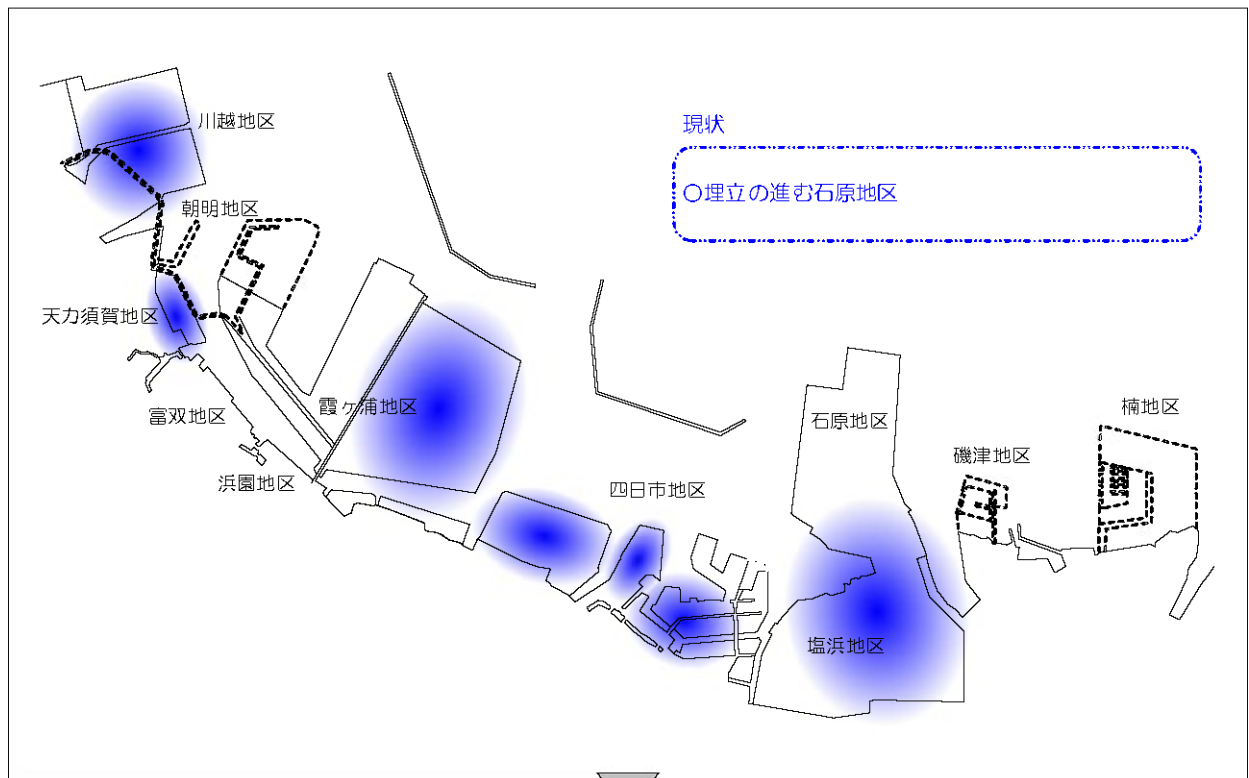 川越地区
現状
○埋立の進む石原地区
朝明地区
天力須賀地区
富双地区
霞ヶ浦地区
石原地区
楠地区
磯津地区
浜園地区
四日市地区
塩浜地区